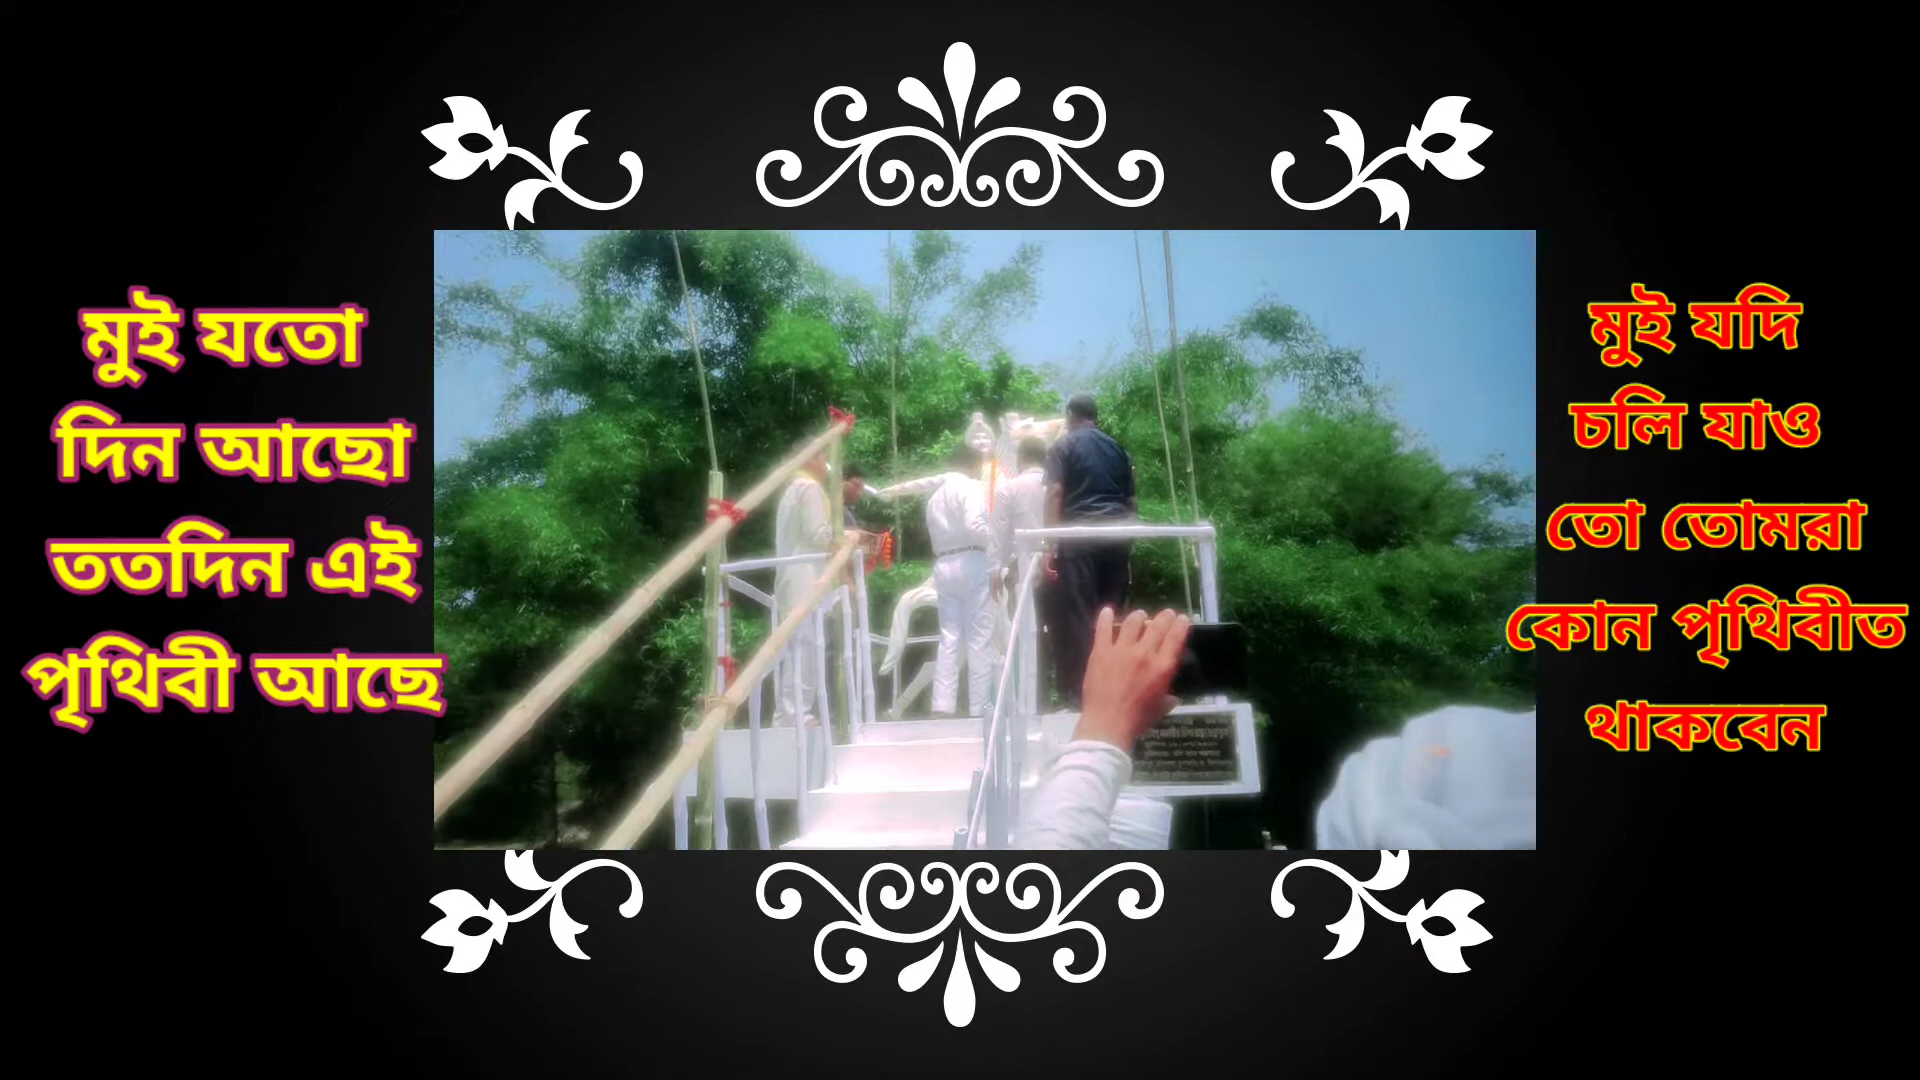 মুই যতো
দিন আছো
ততদিন এই
পৃথিবী আছে
মুই যদি
চলি যাও
তো তোমরা
কোন পৃথিবীত
থাকবেন